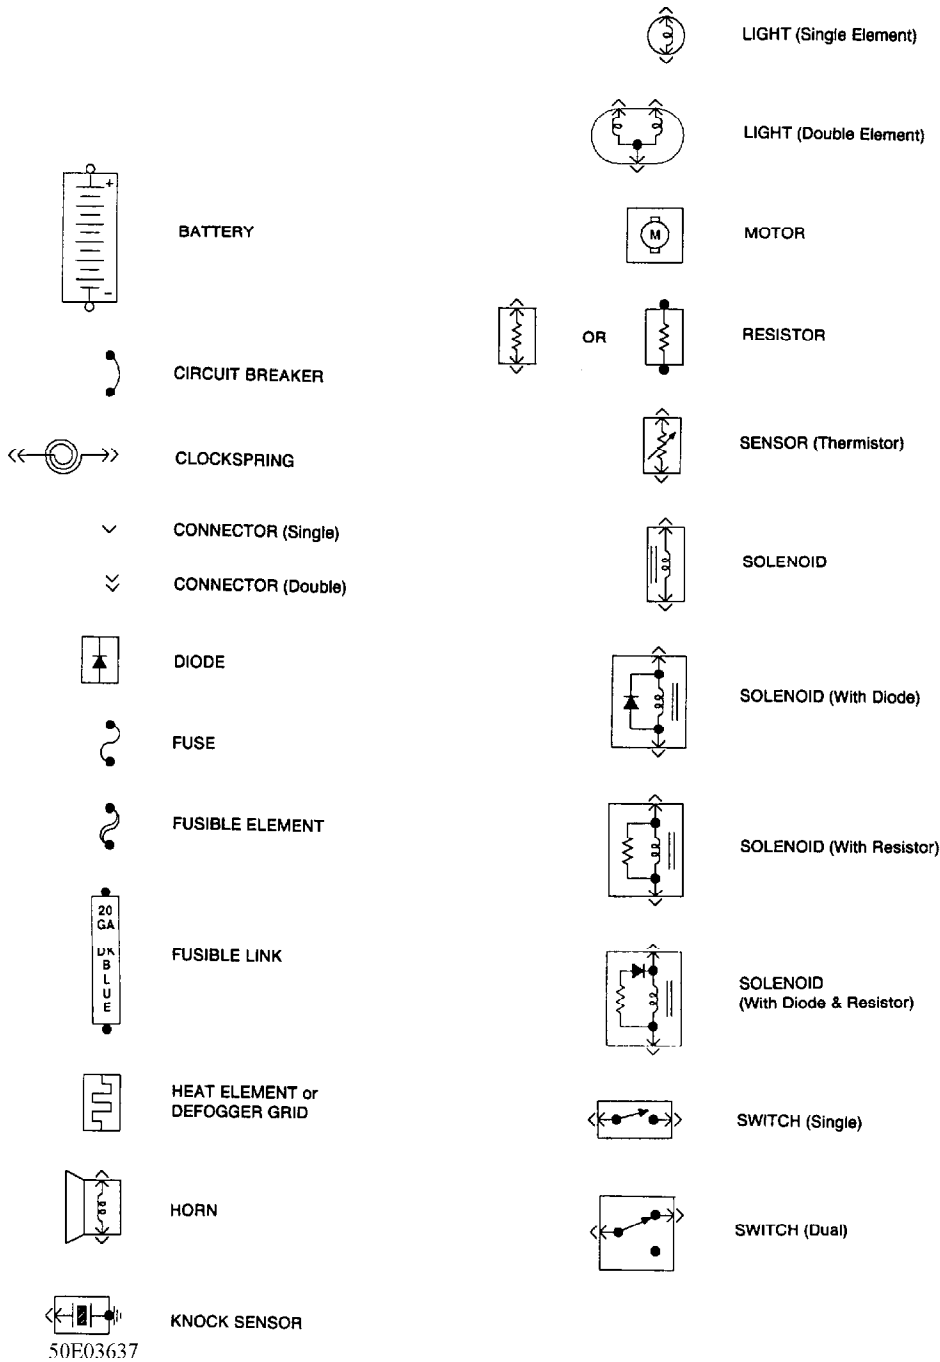 BATTERY
+
-
CIRCUIT BREAKER
CLOCKSPRING
CONNECTOR (Single)
CONNECTOR (Double)
DIODE
FUSE
FUSIBLE ELEMENT
20
GA
DK
B
L
U
E
FUSIBLE LINK
HEAT ELEMENT or
DEFOGGER GRID
HORN
KNOCK SENSOR
50E03637
LIGHT (Single Element)
LIGHT (Double Element)
M
MOTOR
OR
RESISTOR
SENSOR (Thermistor)
SOLENOID
SOLENOID (With Diode)
SOLENOID (With Resistor)
SOLENOID
(With Diode & Resistor)
SWITCH (Single)
SWITCH (Dual)